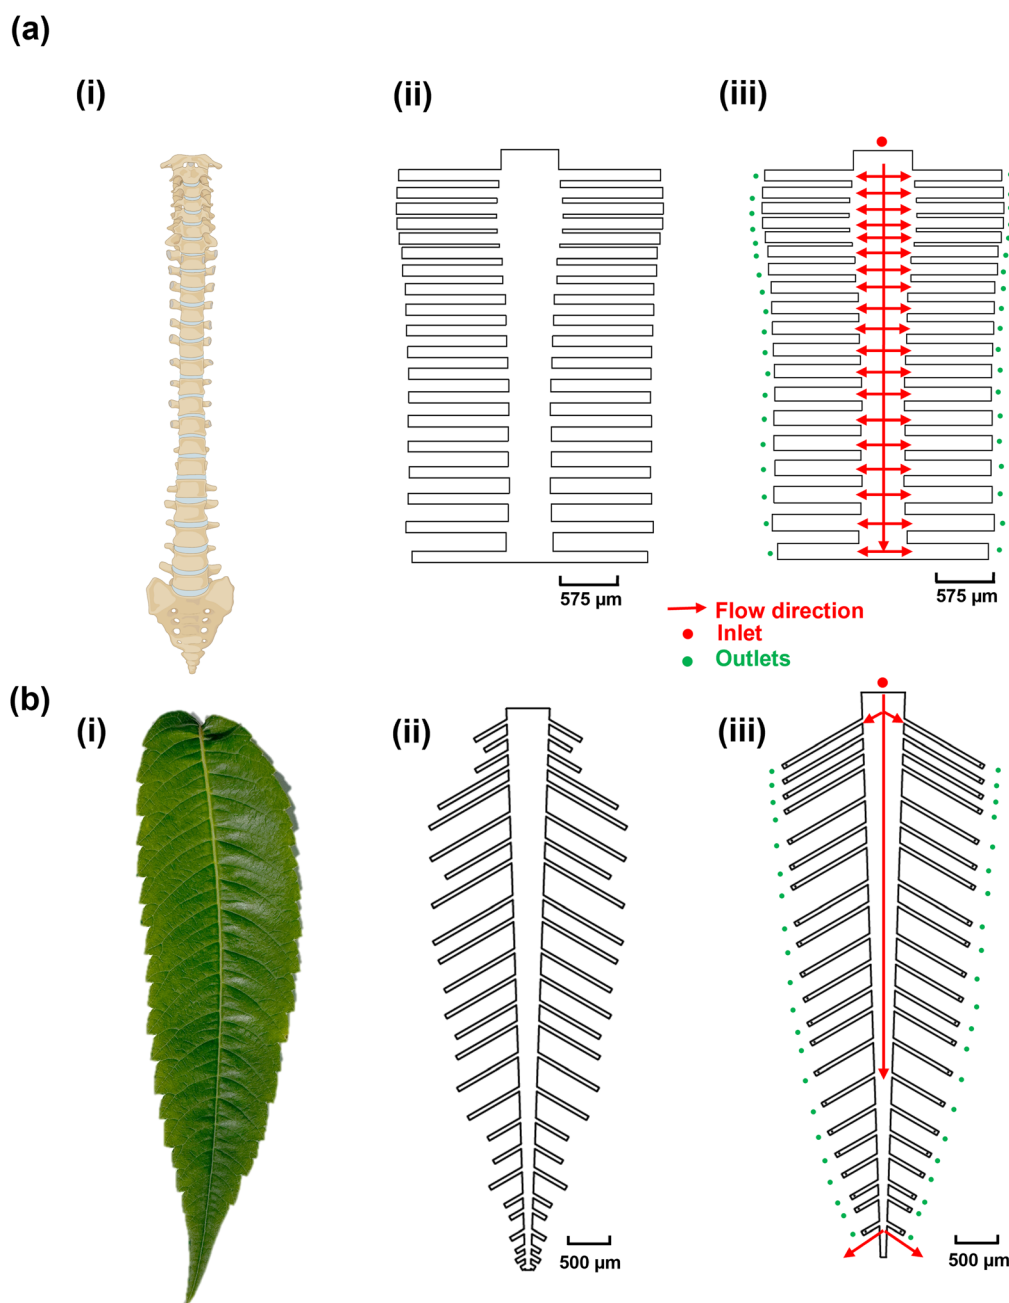 (a)
(i) (ii) (iii)
575 µm 575 µm
Flow direction
Inlet
Outlets
(b)
(i) (ii) (iii)
500 µm 500 µm